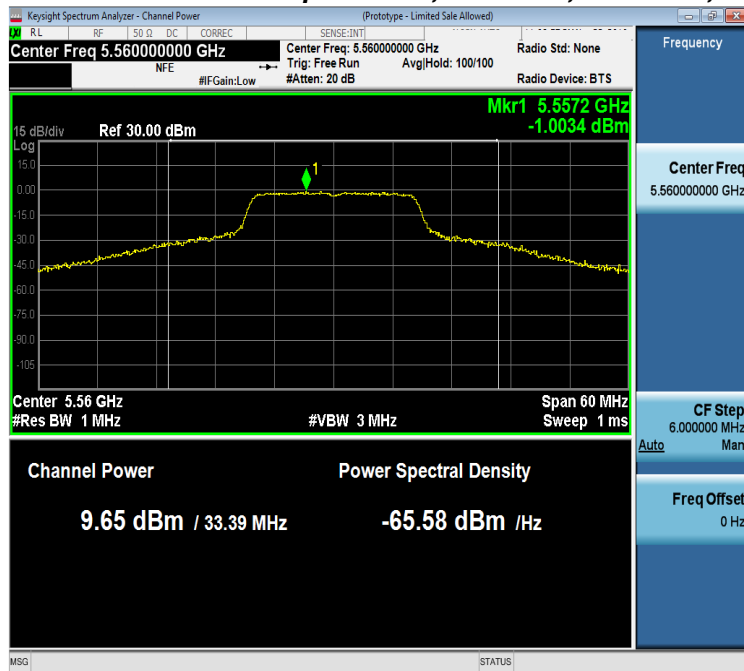 Keysight Spectrum Analyzer - Channel Power (Prototype - Limited Sale Allowed)
LXI RL RF 50 Ω DC CORREC SENSE:INT
Center Freq 5.560000000 GHz
NFE
#IFGain:Low
Center Freq: 5.560000000 GHz
Trig: Free Run Avg|Hold: 100/100
#Atten: 20 dB
Radio Std: None
Radio Device: BTS
Frequency
Mkr1 5.5572 GHz
-1.0034 dBm
15 dB/div Ref 30.00 dBm
Log
15.0
0.00
-15.0
-30.0
-45.0
-60.0
-75.0
-90.0
-105
1
Center 5.56 GHz Span 60 MHz
#Res BW 1 MHz #VBW 3 MHz Sweep 1 ms
Channel Power Power Spectral Density
9.65 dBm / 33.39 MHz -65.58 dBm /Hz
Center Freq
5.560000000 GHz
CF Step
6.000000 MHz
Auto Man
Freq Offset
0 Hz
MSG STATUS